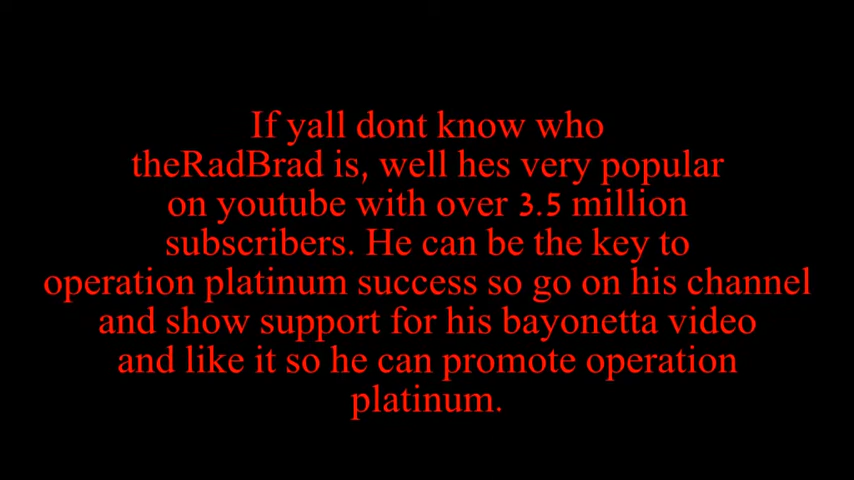 If yall dont know who
theRadBrad is, well hes very popular
on youtube with over 3.5 million
subscribers. He can be the key to
operation platinum success so go on his channel
and show support for his bayonetta video
and like it so he can promote operation
platinum.